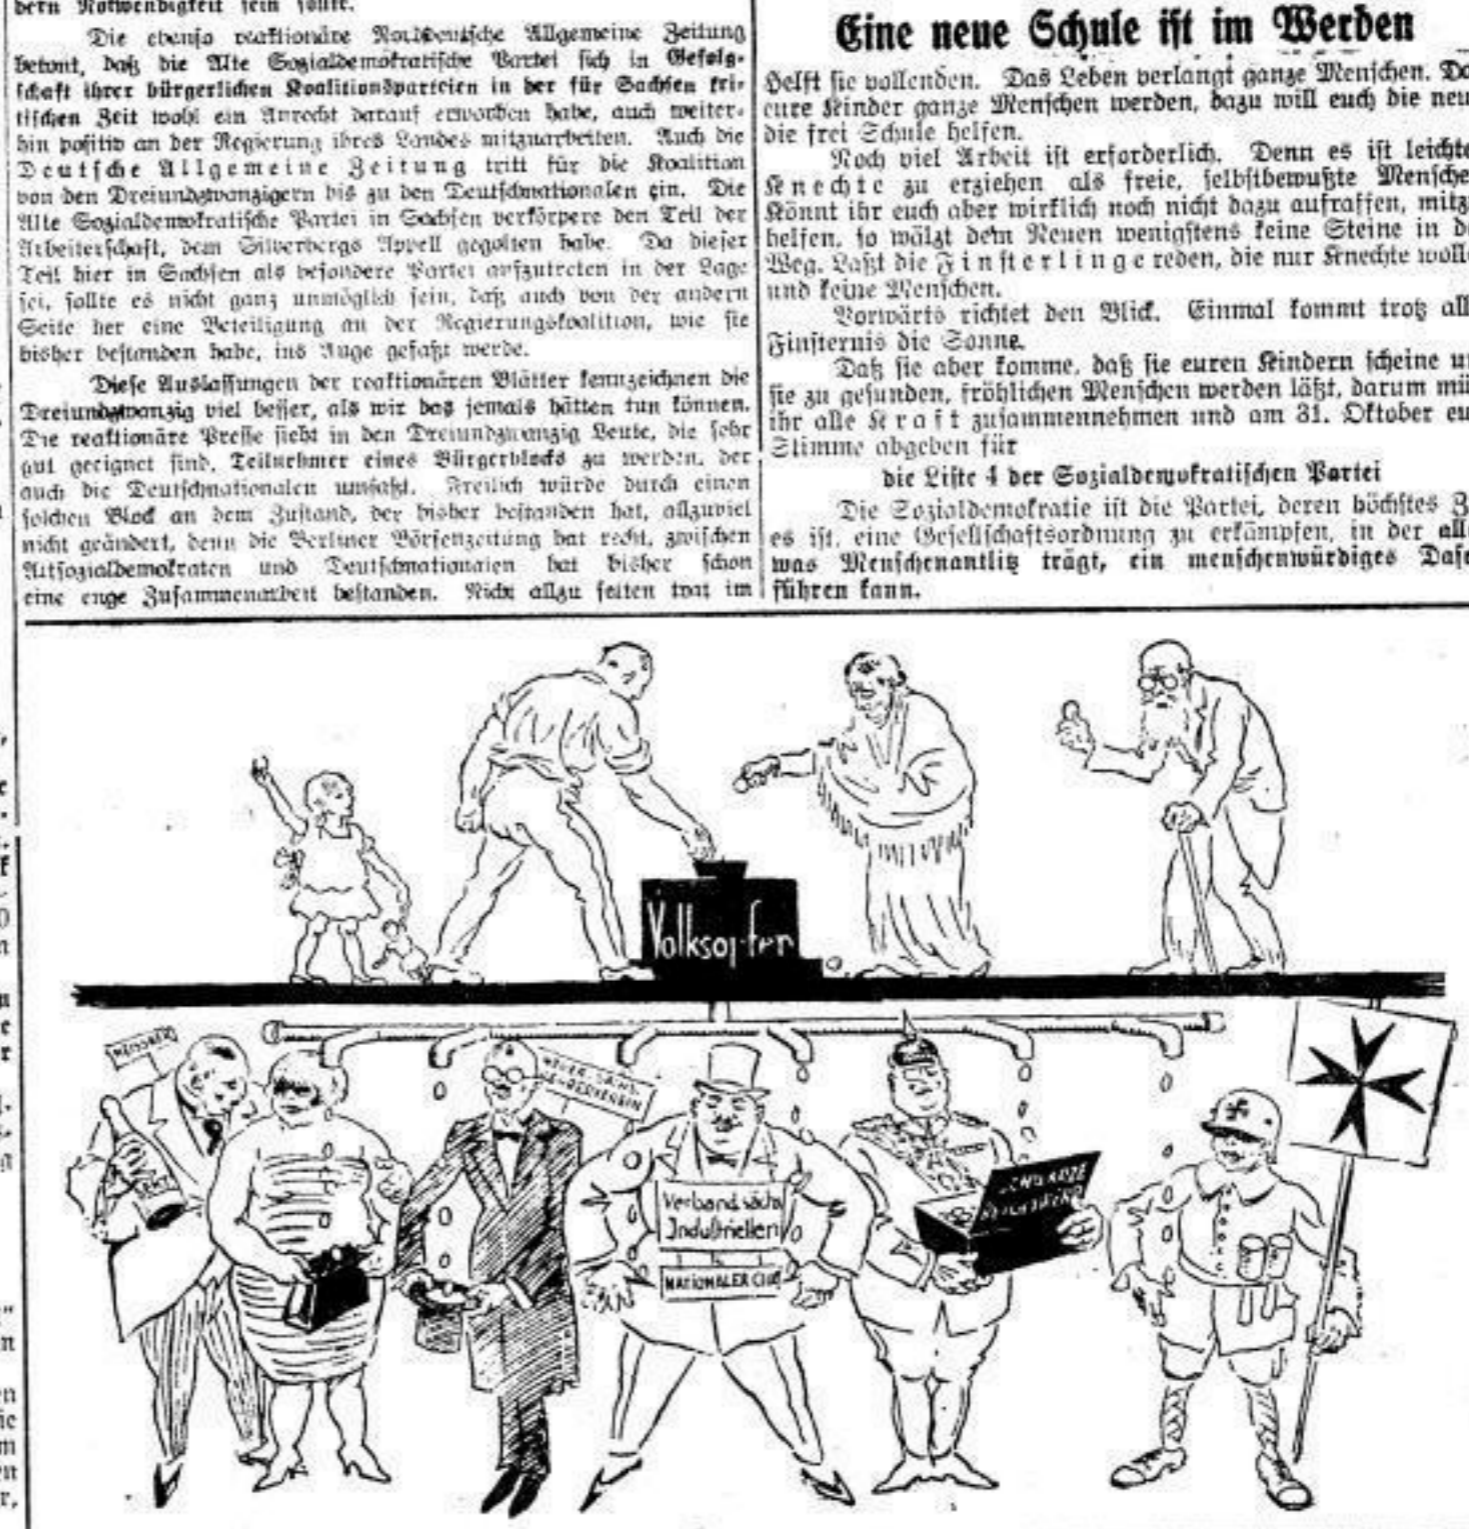 dern Notwendigkeit sein sollte.
Die ebenso reaktionäre Norddeutsche Allgemeine Zeitung
betont, daß die Alte Sozialdemokratische Partei sich in Gefolg-
schaft ihrer bürgerlichen Koalitionsparteien in der für Sachsen kri-
tischen Zeit wohl ein Anrecht darauf erworben habe, auch weiter-
hin positiv an der Regierung ihres Landes mitzuarbeiten. Auch die
Deutsche Allgemeine Zeitung tritt für die Koalition
von den Dreiundzwanzigern bis zu den Deutschnationalen ein. Die
Alte Sozialdemokratische Partei in Sachsen verkörpere den Teil der
Arbeiterschaft, dem Silverbergs Appell gegolten habe. Da dieser
Teil hier in Sachsen als besondere Partei aufzutreten in der Lage
sei, sollte es nicht ganz unmöglich sein, daß auch von der andern
Seite her eine Beteiligung an der Regierungskoalition, wie sie
bisher bestanden habe, ins Auge gefaßt werde.
Diese Auslassungen der reaktionären Blätter kennzeichnen die
Dreiundzwanzig viel besser, als wir das jemals hätten tun können.
Die reaktionäre Presse sieht in den Dreiundzwanzig Leute, die sehr
gut geeignet sind, Teilnehmer eines Bürgerblocks zu werden, der
auch die Deutschnationalen umfaßt. Freilich würde durch einen
solchen Block an dem Zustand, der bisher bestanden hat, allzuviel
nicht geändert, denn die Berliner Börsenzeitung hat recht, zwischen
Altsozialdemokraten und Deutschnationalen hat bisher schon
eine enge Zusammenarbeit bestanden. Nicht allzu selten trat im
Eine neue Schule ist im Werden
Helft sie vollenden. Das Leben verlangt ganze Menschen. Da
eure Kinder ganze Menschen werden, dazu will euch die neu
die frei Schule helfen.
Noch viel Arbeit ist erforderlich. Denn es ist leichte
Knechte zu erziehen als freie, selbstbewußte Mensche
Könnt ihr euch aber wirklich noch nicht dazu aufraffen, mitz
helfen, so wälzt dem Neuen wenigstens keine Steine in d
Weg. Laßt die Finsterlinge reden, die nur Knechte woll
und keine Menschen.
Vorwärts richtet den Blick. Einmal kommt trotz all
Finsternis die Sonne.
Daß sie aber komme, daß sie euren Kindern scheine u
sie zu gesunden, fröhlichen Menschen werden läßt, darum mü
ihr alle Kraft zusammennehmen und am 31. Oktober eu
Stimme abgeben für
die Liste 4 der Sozialdemokratischen Partei
Die Sozialdemokratie ist die Partei, deren höchstes Z
es ist, eine Gesellschaftsordnung zu erkämpfen, in der all
was Menschenantlitz trägt, ein menschenwürdiges Dase
führen kann.
Volksopfer
MEISSNER
SEKT
Verband sächs
Industriellen
NATIONALER CLUB
SCHWARZE
REICHSWEHR